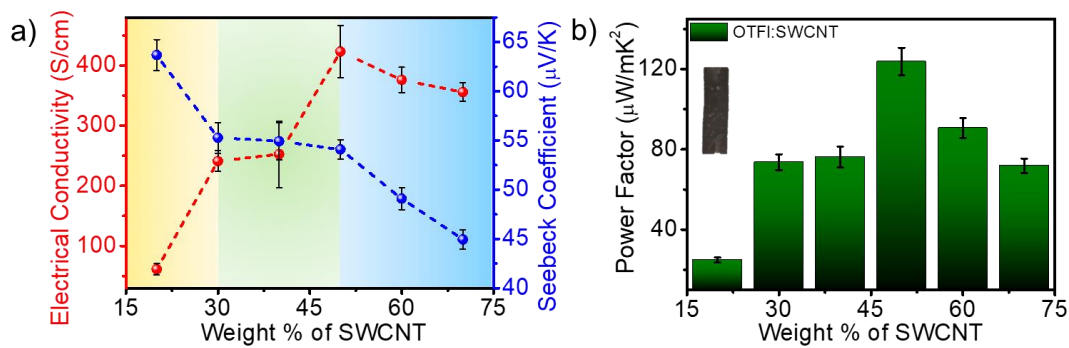 a)
Electrical Conductivity (S/cm)
400
300
200
100
65
60
55
50
45
40
Seebeck Coefficient (μV/K)
15 30 45 60 75
Weight % of SWCNT
b)
OTFI:SWCNT
Power Factor (μW/mK²)
120
80
40
15 30 45 60 75
Weight % of SWCNT